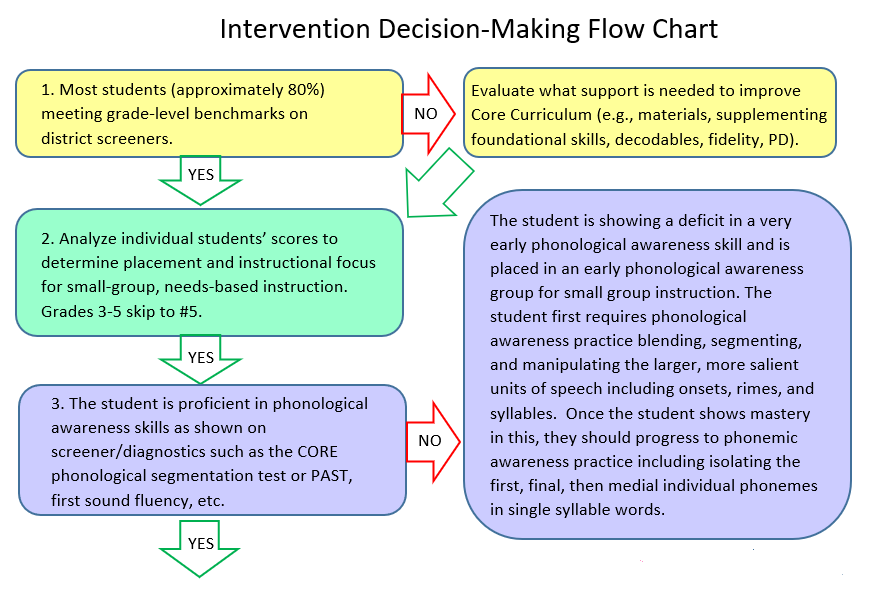 Intervention Decision-Making Flow Chart
1. Most students (approximately 80%)
meeting grade-level benchmarks on
district screeners.
NO
Evaluate what support is needed to improve
Core Curriculum (e.g., materials, supplementing
foundational skills, decodables, fidelity, PD).
YES
2. Analyze individual students’ scores to
determine placement and instructional focus
for small-group, needs-based instruction.
Grades 3-5 skip to #5.
YES
3. The student is proficient in phonological
awareness skills as shown on
screener/diagnostics such as the CORE
phonological segmentation test or PAST,
first sound fluency, etc.
NO
The student is showing a deficit in a very
early phonological awareness skill and is
placed in an early phonological awareness
group for small group instruction. The
student first requires phonological
awareness practice blending, segmenting,
and manipulating the larger, more salient
units of speech including onsets, rimes, and
syllables.  Once the student shows mastery
in this, they should progress to phonemic
awareness practice including isolating the
first, final, then medial individual phonemes
in single syllable words.
YES